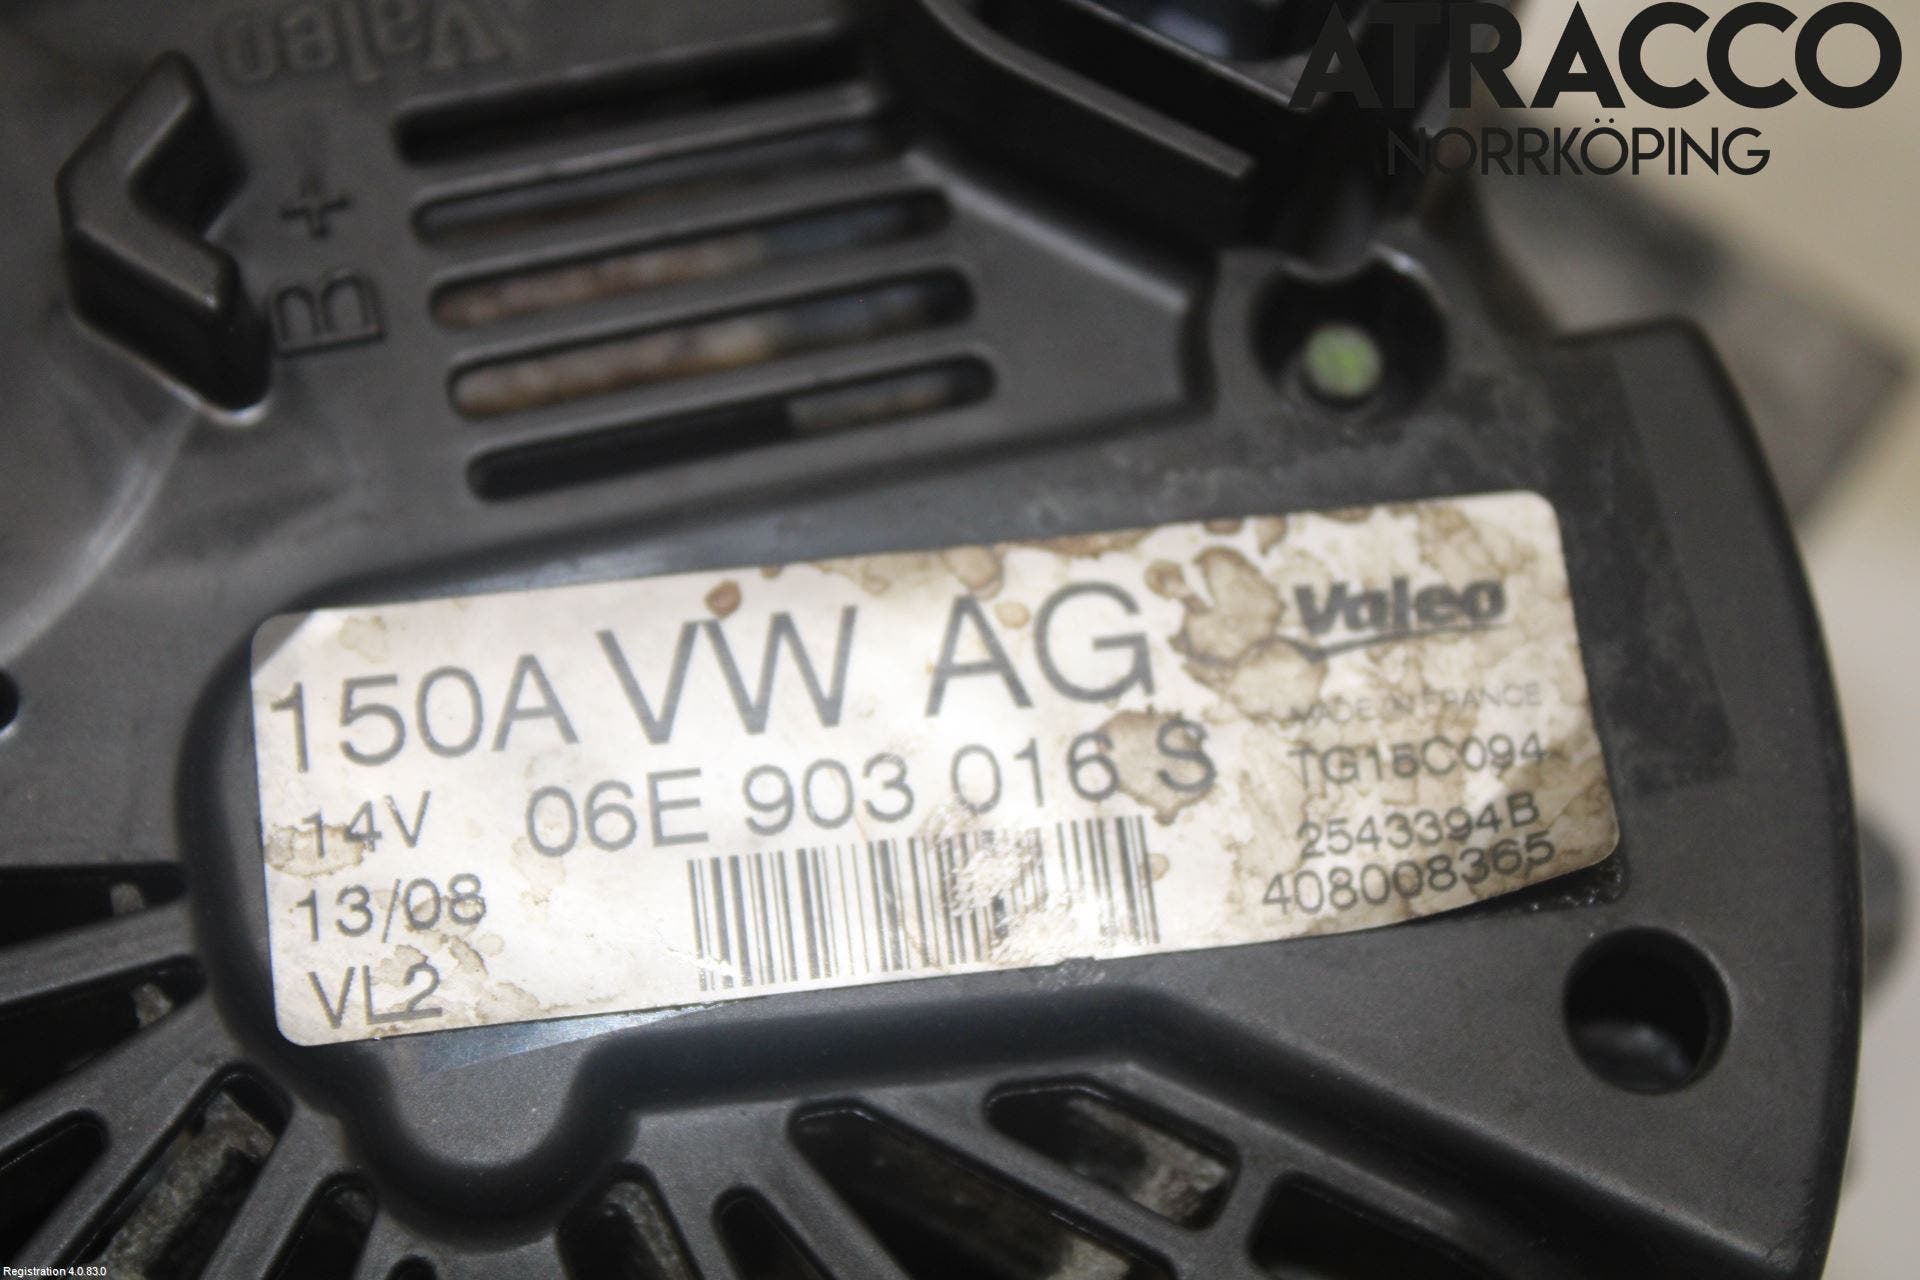 Valeo
ATRACCO
NORRKÖPING
B+
150A VW AG
Valeo
MADE IN FRANCE
14V 06E 903 016 S
TG15C094
13/08
2543394B
408008365
VL2
Registration 4.0.83.0